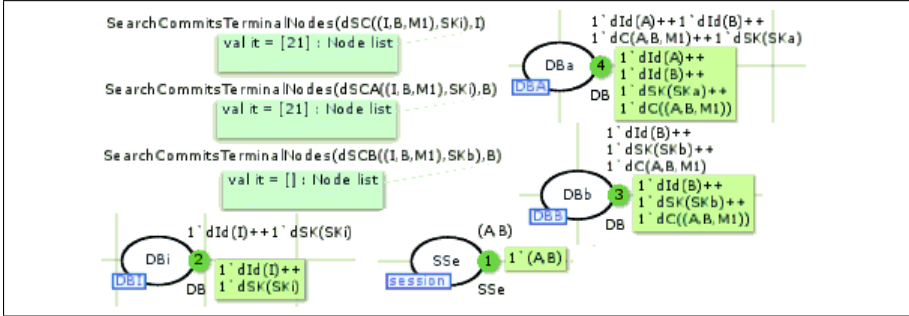 SearchCommitsTerminalNodes(dSC((I,B,M1),SKi),I)
val it = [21] : Node list
SearchCommitsTerminalNodes(dSCA((I,B,M1),SKi),B)
val it = [21] : Node list
SearchCommitsTerminalNodes(dSCB((I,B,M1),SKb),B)
val it = [] : Node list
1`dId(A)++1`dId(B)++
1`dC(A,B,M1)++1`dSK(SKa)
DBa
4
DBA
DB
1`dId(A)++
1`dId(B)++
1`dSK(SKa)++
1`dC((A,B,M1))
1`dId(B)++
1`dSK(SKb)++
1`dC(A,B,M1)
DBb
3
DBB
DB
1`dId(B)++
1`dSK(SKb)++
1`dC((A,B,M1))
1`dId(I)++1`dSK(SKi)
DBi
2
DBI
DB
1`dId(I)++
1`dSK(SKi)
(A,B)
SSe
1
1`(A,B)
session
SSe